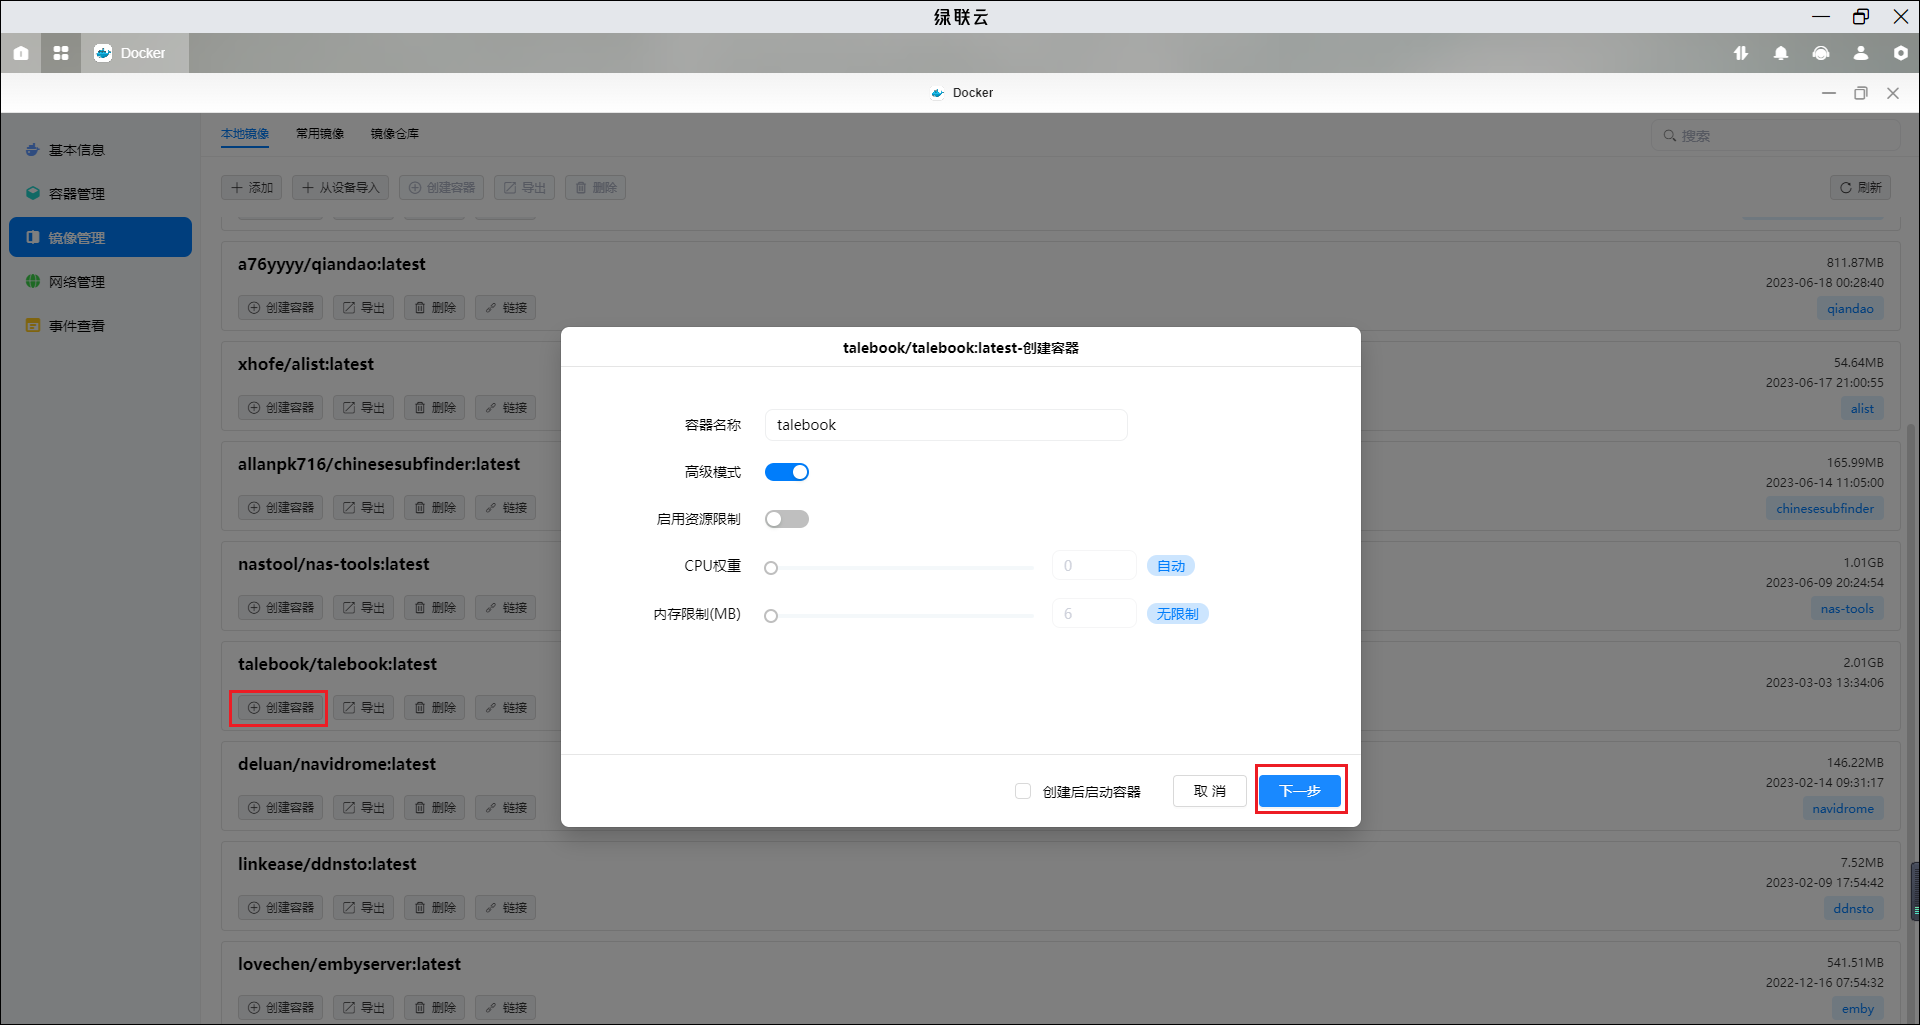 绿联云
Docker
Docker
基本信息
容器管理
镜像管理
网络管理
事件查看
本地镜像 常用镜像 镜像仓库
搜索
添加 从设备导入 创建容器 导出 删除
刷新
a76yyyy/qiandao:latest
811.87MB
2023-06-18 00:28:40
创建容器 导出 删除 链接
qiandao
xhofe/alist:latest
54.64MB
2023-06-17 21:00:55
创建容器 导出 删除 链接
alist
allanpk716/chinesesubfinder:latest
165.99MB
2023-06-14 11:05:00
创建容器 导出 删除 链接
chinesesubfinder
nastool/nas-tools:latest
1.01GB
2023-06-09 20:24:54
创建容器 导出 删除 链接
nas-tools
talebook/talebook:latest
2.01GB
2023-03-03 13:34:06
创建容器 导出 删除 链接
deluan/navidrome:latest
146.22MB
2023-02-14 09:31:17
创建容器 导出 删除 链接
navidrome
linkease/ddnsto:latest
7.52MB
2023-02-09 17:54:42
创建容器 导出 删除 链接
ddnsto
lovechen/embyserver:latest
541.51MB
2022-12-16 07:54:32
创建容器 导出 删除 链接
emby
talebook/talebook:latest-创建容器
容器名称 talebook
高级模式
启用资源限制
CPU权重 0 自动
内存限制(MB) 6 无限制
创建后启动容器 取 消 下一步